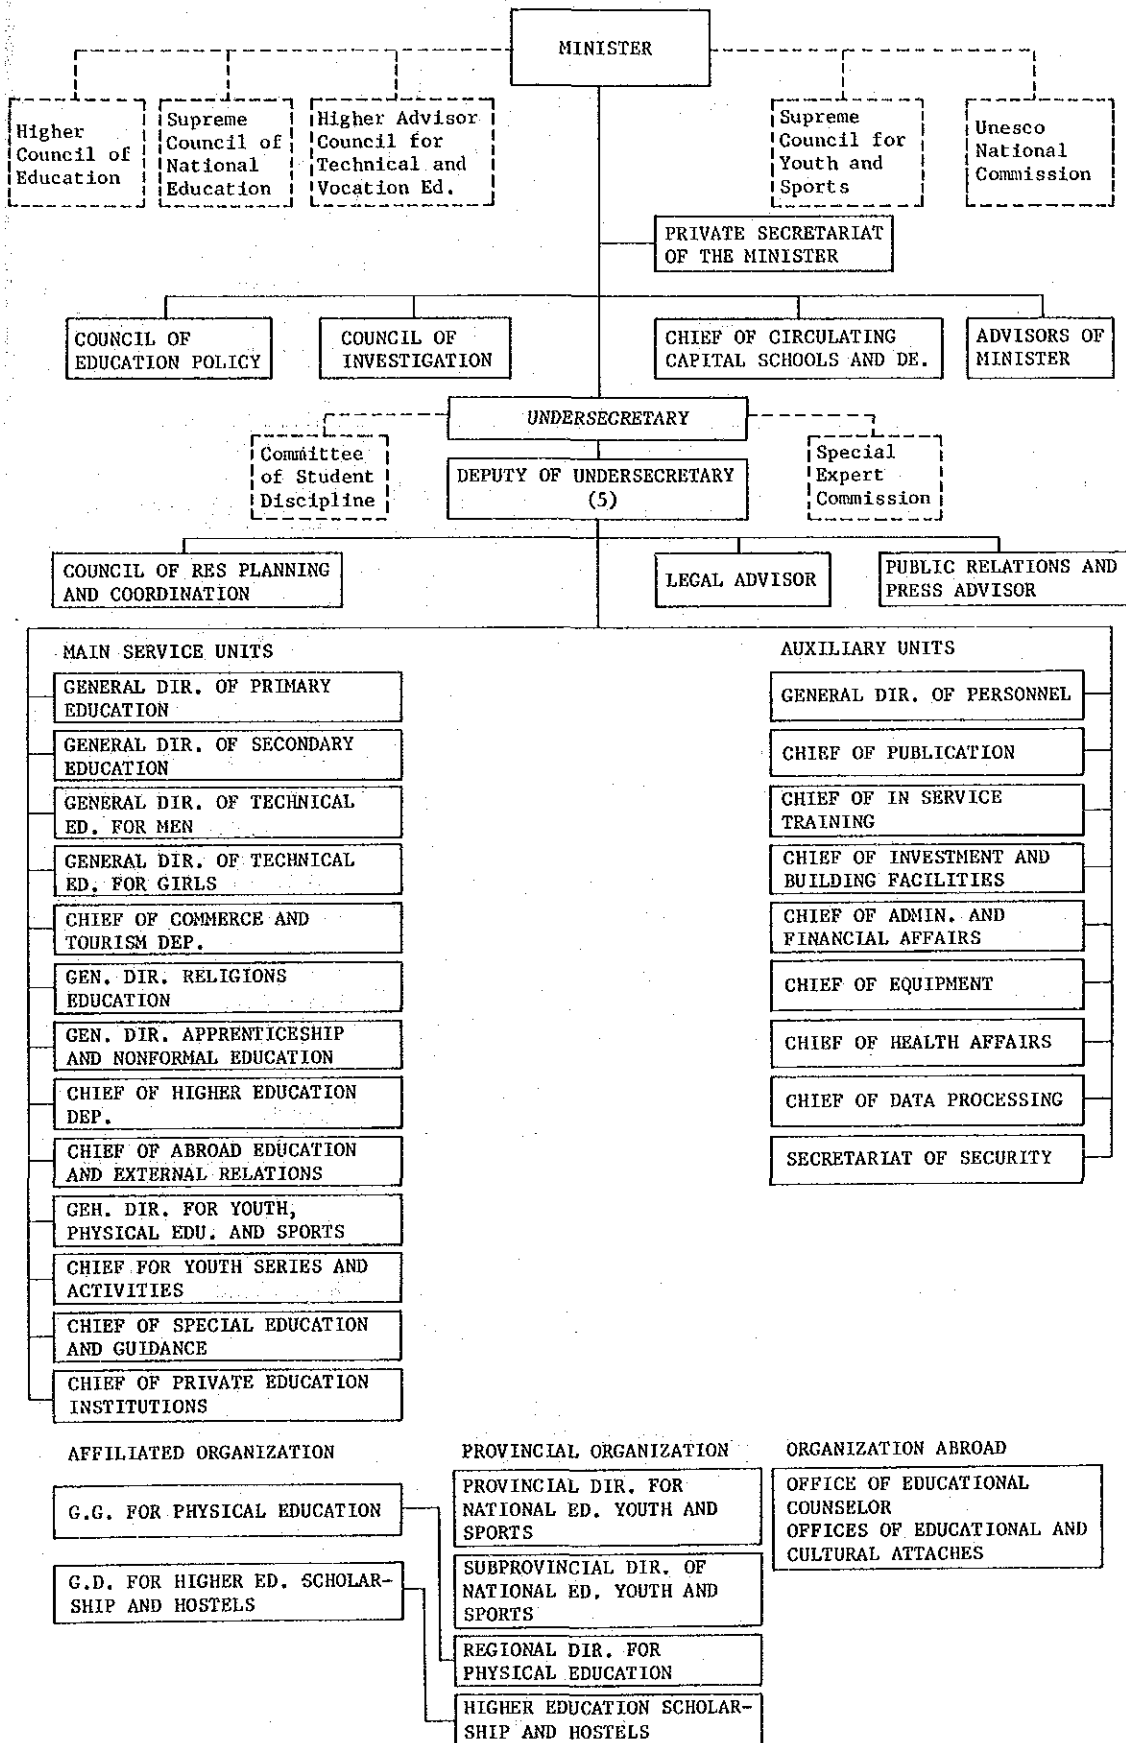 MINISTER
Higher
Council of
Education
Supreme
Council of
National
Education
Higher Advisor
Council for
Technical and
Vocation Ed.
Supreme
Council for
Youth and
Sports
Unesco
National
Commission
PRIVATE SECRETARIAT
OF THE MINISTER
COUNCIL OF
EDUCATION POLICY
COUNCIL OF
INVESTIGATION
CHIEF OF CIRCULATING
CAPITAL SCHOOLS AND DE.
ADVISORS OF
MINISTER
UNDERSECRETARY
Committee
of Student
Discipline
DEPUTY OF UNDERSECRETARY
(5)
Special
Expert
Commission
COUNCIL OF RES PLANNING
AND COORDINATION
LEGAL ADVISOR
PUBLIC RELATIONS AND
PRESS ADVISOR
MAIN SERVICE UNITS
GENERAL DIR. OF PRIMARY
EDUCATION
GENERAL DIR. OF SECONDARY
EDUCATION
GENERAL DIR. OF TECHNICAL
ED. FOR MEN
GENERAL DIR. OF TECHNICAL
ED. FOR GIRLS
CHIEF OF COMMERCE AND
TOURISM DEP.
GEN. DIR. RELIGIONS
EDUCATION
GEN. DIR. APPRENTICESHIP
AND NONFORMAL EDUCATION
CHIEF OF HIGHER EDUCATION
DEP.
CHIEF OF ABROAD EDUCATION
AND EXTERNAL RELATIONS
GEH. DIR. FOR YOUTH,
PHYSICAL EDU. AND SPORTS
CHIEF FOR YOUTH SERIES AND
ACTIVITIES
CHIEF OF SPECIAL EDUCATION
AND GUIDANCE
CHIEF OF PRIVATE EDUCATION
INSTITUTIONS
AUXILIARY UNITS
GENERAL DIR. OF PERSONNEL
CHIEF OF PUBLICATION
CHIEF OF IN SERVICE
TRAINING
CHIEF OF INVESTMENT AND
BUILDING FACILITIES
CHIEF OF ADMIN. AND
FINANCIAL AFFAIRS
CHIEF OF EQUIPMENT
CHIEF OF HEALTH AFFAIRS
CHIEF OF DATA PROCESSING
SECRETARIAT OF SECURITY
AFFILIATED ORGANIZATION
G.G. FOR PHYSICAL EDUCATION
G.D. FOR HIGHER ED. SCHOLAR-
SHIP AND HOSTELS
PROVINCIAL ORGANIZATION
PROVINCIAL DIR. FOR
NATIONAL ED. YOUTH AND
SPORTS
SUBPROVINCIAL DIR. OF
NATIONAL ED. YOUTH AND
SPORTS
REGIONAL DIR. FOR
PHYSICAL EDUCATION
HIGHER EDUCATION SCHOLAR-
SHIP AND HOSTELS
ORGANIZATION ABROAD
OFFICE OF EDUCATIONAL
COUNSELOR
OFFICES OF EDUCATIONAL AND
CULTURAL ATTACHES